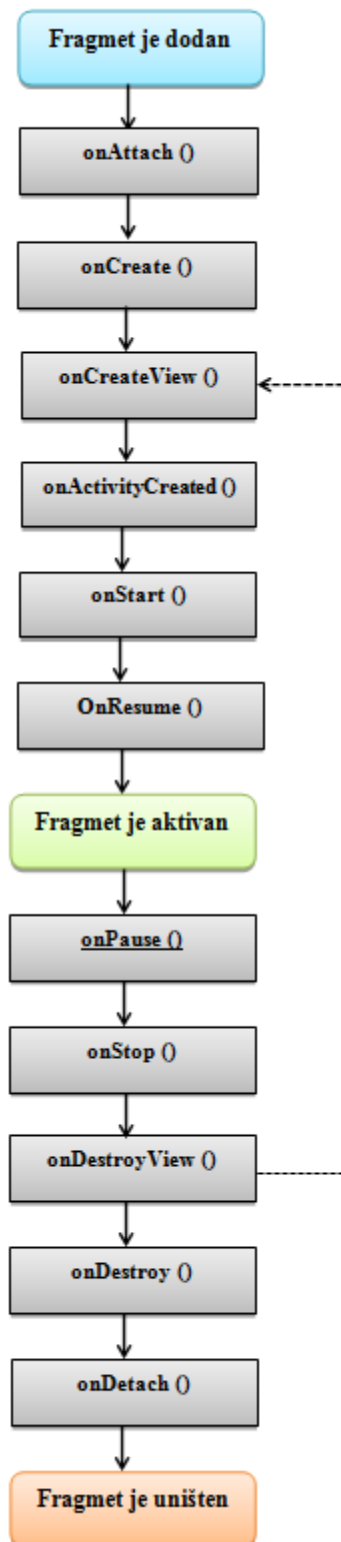 Fragmet je dodan
onAttach ()
onCreate ()
onCreateView ()
onActivityCreated ()
onStart ()
OnResume ()
Fragmet je aktivan
onPause ()
onStop ()
onDestroyView ()
onDestroy ()
onDetach ()
Fragmet je uništen